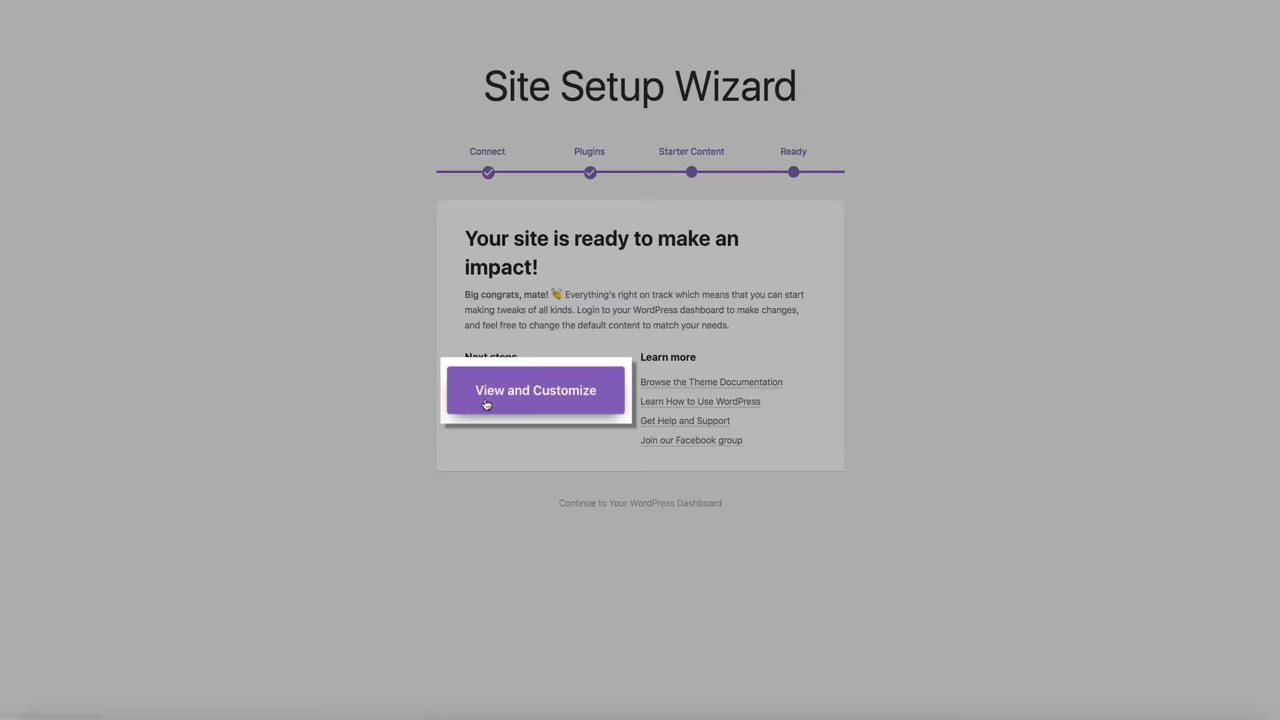 Site Setup Wizard
Connect
Plugins
Starter Content
Ready
Your site is ready to make an
impact!
Big congrats, mate! 👏 Everything's right on track which means that you can start
making tweaks of all kinds. Login to your WordPress dashboard to make changes,
and feel free to change the default content to match your needs.
Next steps
View and Customize
Learn more
Browse the Theme Documentation
Learn How to Use WordPress
Get Help and Support
Join our Facebook group
Continue to Your WordPress Dashboard